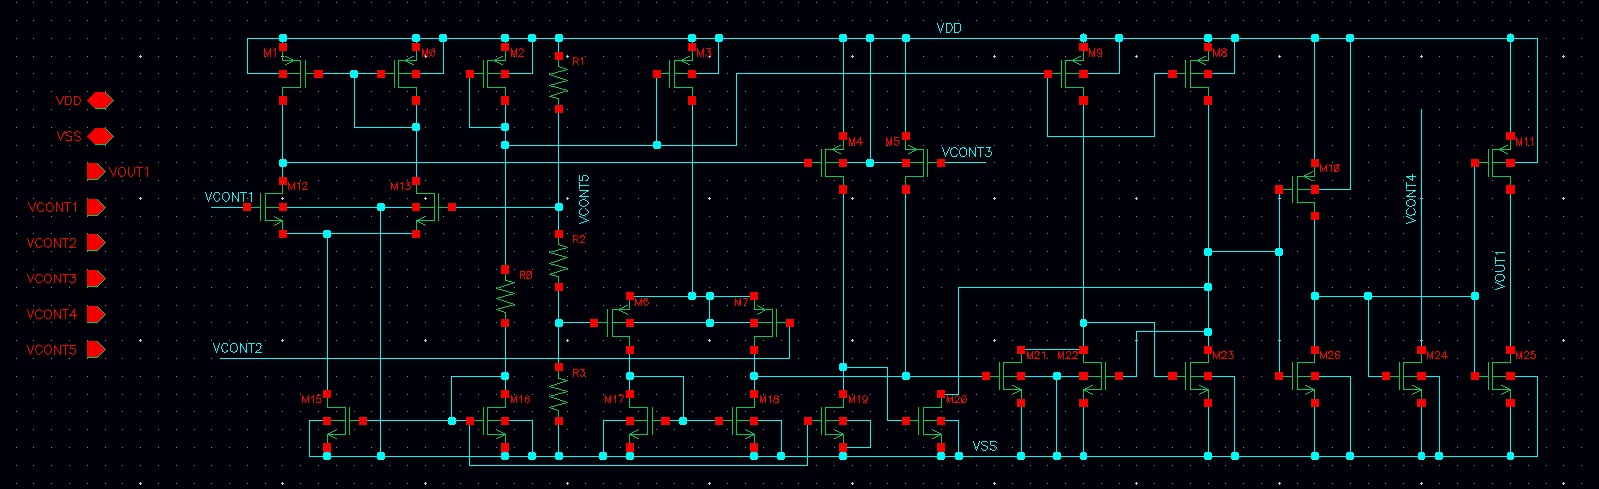 VDD
M1
M0
M2
R1
M3
M9
M8
VDD
VSS
M4
M5
VCONT3
M11
VOUT1
M10
VCONT1
M12
M13
VCONT5
VCONT4
VCONT1
VCONT2
R2
VOUT1
VCONT3
R0
M6
M7
VCONT4
VCONT5
VCONT2
M21
M22
M23
M26
M24
M25
R3
M15
M16
M17
M18
M19
M20
VSS